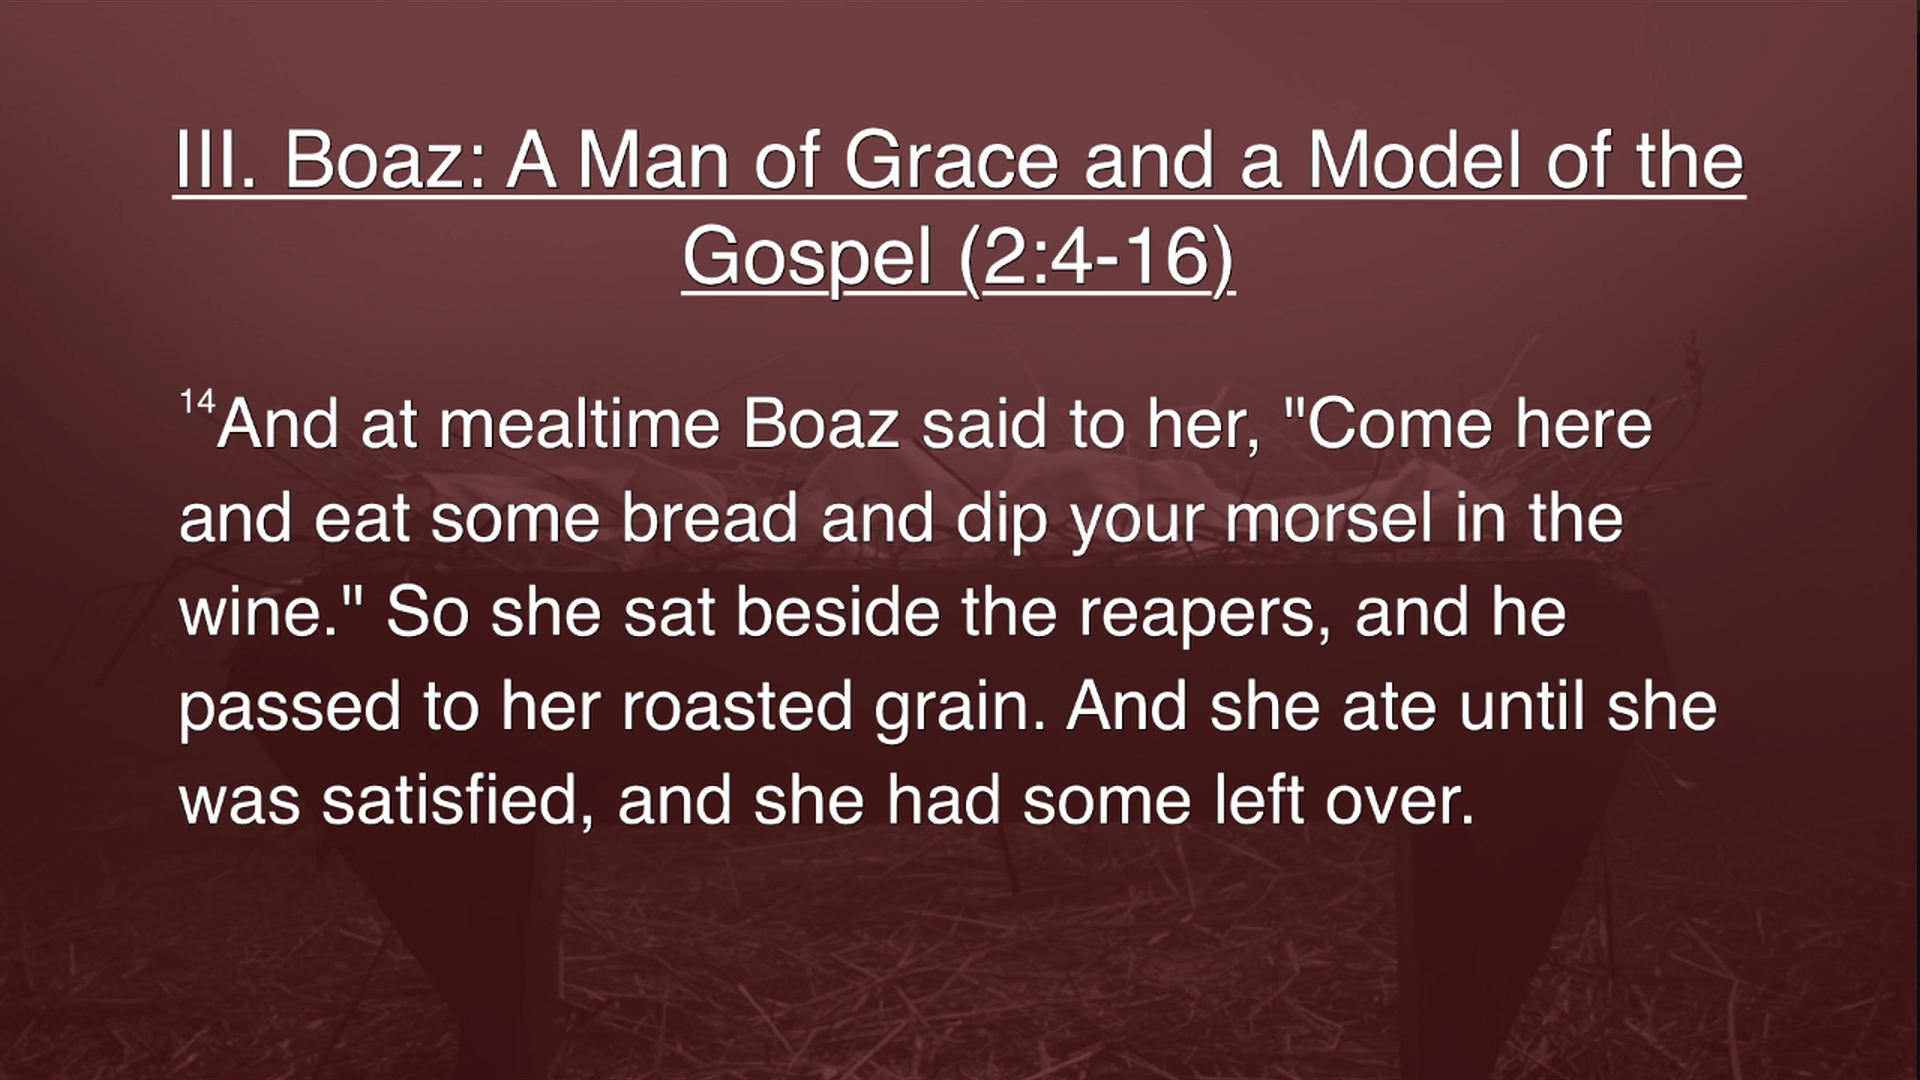 III. Boaz: A Man of Grace and a Model of the
Gospel (2:4-16)
14And at mealtime Boaz said to her, "Come here
and eat some bread and dip your morsel in the
wine." So she sat beside the reapers, and he
passed to her roasted grain. And she ate until she
was satisfied, and she had some left over.